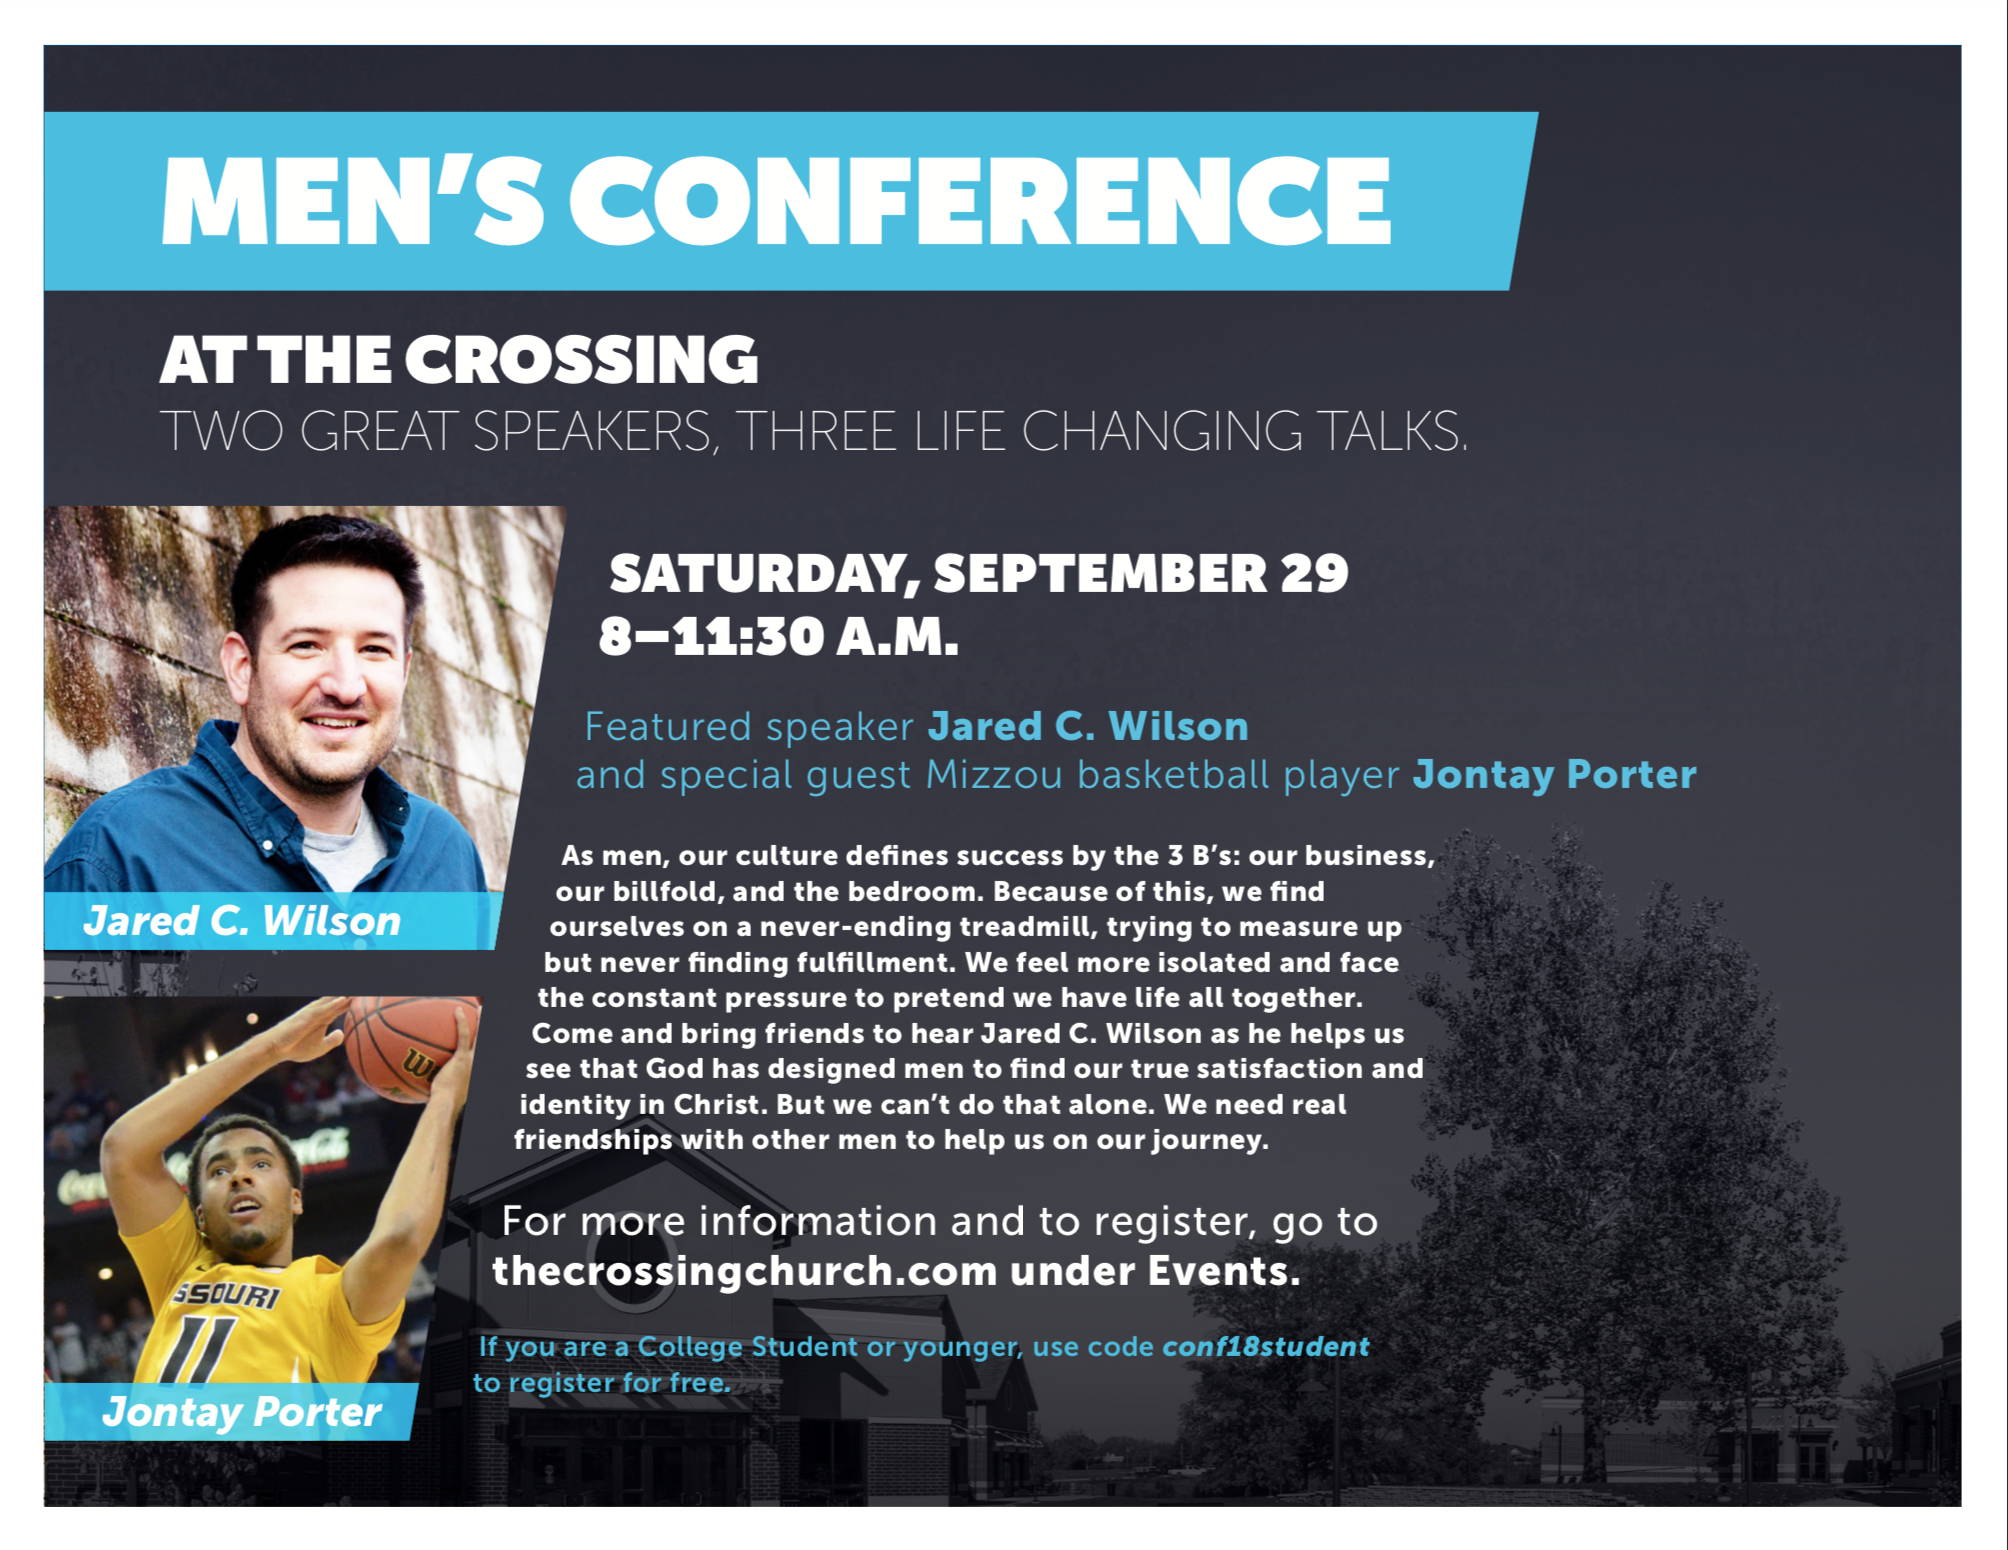 MEN’S CONFERENCE
AT THE CROSSING
TWO GREAT SPEAKERS, THREE LIFE CHANGING TALKS.
SATURDAY, SEPTEMBER 29
8–11:30 A.M.
Featured speaker Jared C. Wilson
and special guest Mizzou basketball player Jontay Porter
Jared C. Wilson
As men, our culture defines success by the 3 B’s: our business,
our billfold, and the bedroom. Because of this, we find
ourselves on a never-ending treadmill, trying to measure up
but never finding fulfillment. We feel more isolated and face
the constant pressure to pretend we have life all together.
Come and bring friends to hear Jared C. Wilson as he helps us
see that God has designed men to find our true satisfaction and
identity in Christ. But we can’t do that alone. We need real
friendships with other men to help us on our journey.
For more information and to register, go to
thecrossingchurch.com under Events.
If you are a College Student or younger, use code conf18student
to register for free.
SSOURI
11
Jontay Porter